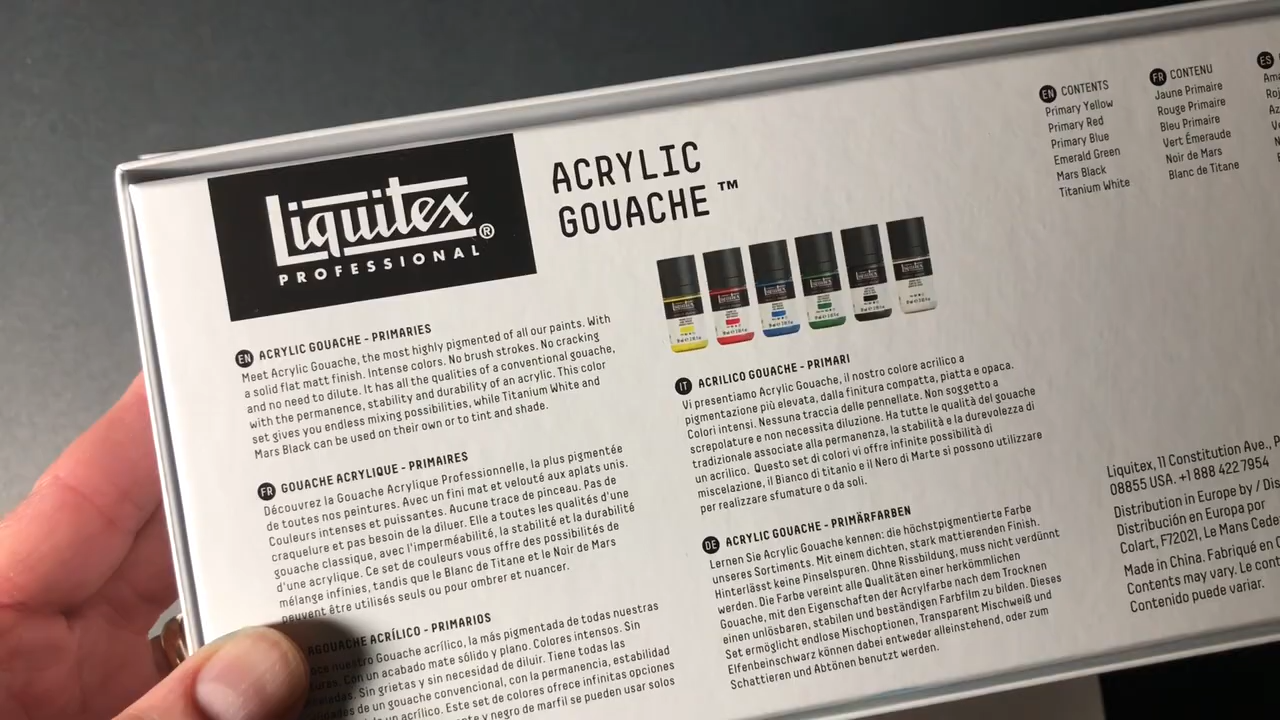 Liquitex®
PROFESSIONAL
ACRYLIC
GOUACHE™
EN ACRYLIC GOUACHE - PRIMARIES
Meet Acrylic Gouache, the most highly pigmented of all our paints. With
a solid flat matt finish. Intense colors. No brush strokes. No cracking
and no need to dilute. It has all the qualities of a conventional gouache,
with the permanence, stability and durability of an acrylic. This color
set gives you endless mixing possibilities, while Titanium White and
Mars Black can be used on their own or to tint and shade.
FR GOUACHE ACRYLIQUE - PRIMAIRES
Découvrez la Gouache Acrylique Professionnelle, la plus pigmentée
de toutes nos peintures. Avec un fini mat et velouté aux aplats unis.
Couleurs intenses et puissantes. Aucune trace de pinceau. Pas de
craquelure et pas besoin de la diluer. Elle a toutes les qualités d'une
gouache classique, avec l'imperméabilité, la stabilité et la durabilité
d'une acrylique. Ce set de couleurs vous offre des possibilités de
mélange infinies, tandis que le Blanc de Titane et le Noir de Mars
peuvent être utilisés seuls ou pour ombrer et nuancer.
GOUACHE ACRÍLICO - PRIMARIOS
nuestro Gouache acrílico, la más pigmentada de todas nuestras
Con un acabado mate sólido y plano. Colores intensos. Sin
Sin grietas y sin necesidad de diluir. Tiene todas las
de un gouache convencional, con la permanencia, estabilidad
un acrílico. Este set de colores ofrece infinitas opciones
y negro de marfil se pueden usar solos
IT ACRILICO GOUACHE - PRIMARI
Vi presentiamo Acrylic Gouache, il nostro colore acrilico a
pigmentazione più elevata, dalla finitura compatta, piatta e opaca.
Colori intensi. Nessuna traccia delle pennellate. Non soggetto a
screpolature e non necessita diluizione. Ha tutte le qualità del gouache
tradizionale associate alla permanenza, la stabilità e la durevolezza di
un acrilico. Questo set di colori vi offre infinite possibilità di
miscelazione, il Bianco di titanio e il Nero di Marte si possono utilizzare
per realizzare sfumature o da soli.
DE ACRYLIC GOUACHE - PRIMÄRFARBEN
Lernen Sie Acrylic Gouache kennen: die höchstpigmentierte Farbe
unseres Sortiments. Mit einem dichten, stark mattierenden Finish.
Hinterlässt keine Pinselspuren. Ohne Rissbildung, muss nicht verdünnt
werden. Die Farbe vereint alle Qualitäten einer herkömmlichen
Gouache, mit den Eigenschaften der Acrylfarbe nach dem Trocknen
einen unlösbaren, stabilen und beständigen Farbfilm zu bilden. Dieses
Set ermöglicht endlose Mischoptionen, Transparent Mischweiß und
Elfenbeinschwarz können dabei entweder alleinstehend, oder zum
Schattieren und Abtönen benutzt werden.
EN CONTENTS
Primary Yellow
Primary Red
Primary Blue
Emerald Green
Mars Black
Titanium White
FR CONTENU
Jaune Primaire
Rouge Primaire
Bleu Primaire
Vert Émeraude
Noir de Mars
Blanc de Titane
ES
Liquitex, 11 Constitution Ave., P
08855 USA. +1 888 422 7954
Distribution in Europe by / Dis
Distribución en Europa por
Colart, F72021, Le Mans Cede
Made in China. Fabriqué en C
Contents may vary. Le cont
Contenido puede variar.